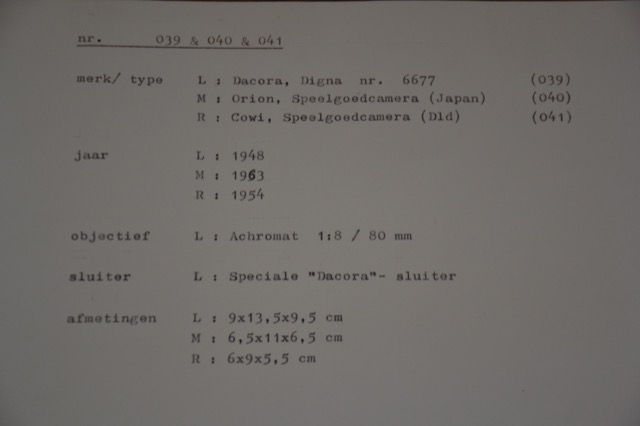 nr. 039 & 040 & 041
merk/ type L : Dacora, Digna nr. 6677 (039)
M : Orion, Speelgoedcamera (Japan) (040)
R : Cowi, Speelgoedcamera (Dld) (041)
jaar L : 1948
M : 1963
R : 1954
objectief L : Achromat 1:8 / 80 mm
sluiter L : Speciale "Dacora"- sluiter
afmetingen L : 9x13,5x9,5 cm
M : 6,5x11x6,5 cm
R : 6x9x5,5 cm